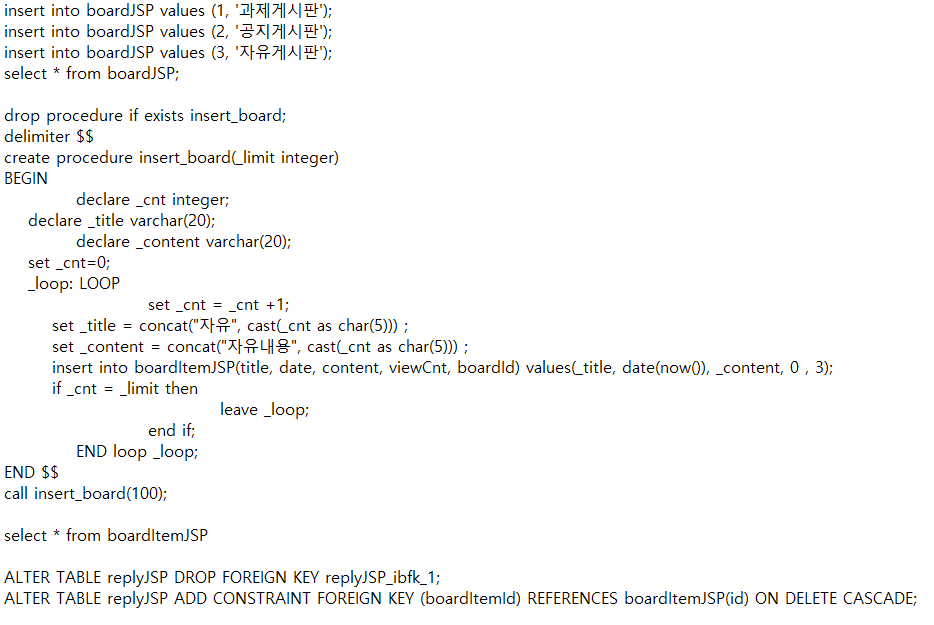 insert into boardJSP values (1, '과제게시판');
insert into boardJSP values (2, '공지게시판');
insert into boardJSP values (3, '자유게시판');
select * from boardJSP;

drop procedure if exists insert_board;
delimiter $$
create procedure insert_board(_limit integer)
BEGIN
declare _cnt integer;
declare _title varchar(20);
declare _content varchar(20);
set _cnt=0;
_loop: LOOP
set _cnt = _cnt +1;
set _title = concat("자유", cast(_cnt as char(5))) ;
set _content = concat("자유내용", cast(_cnt as char(5))) ;
insert into boardItemJSP(title, date, content, viewCnt, boardId) values(_title, date(now()), _content, 0 , 3);
if _cnt = _limit then
leave _loop;
end if;
END loop _loop;
END $$
call insert_board(100);

select * from boardItemJSP

ALTER TABLE replyJSP DROP FOREIGN KEY replyJSP_ibfk_1;
ALTER TABLE replyJSP ADD CONSTRAINT FOREIGN KEY (boardItemId) REFERENCES boardItemJSP(id) ON DELETE CASCADE;